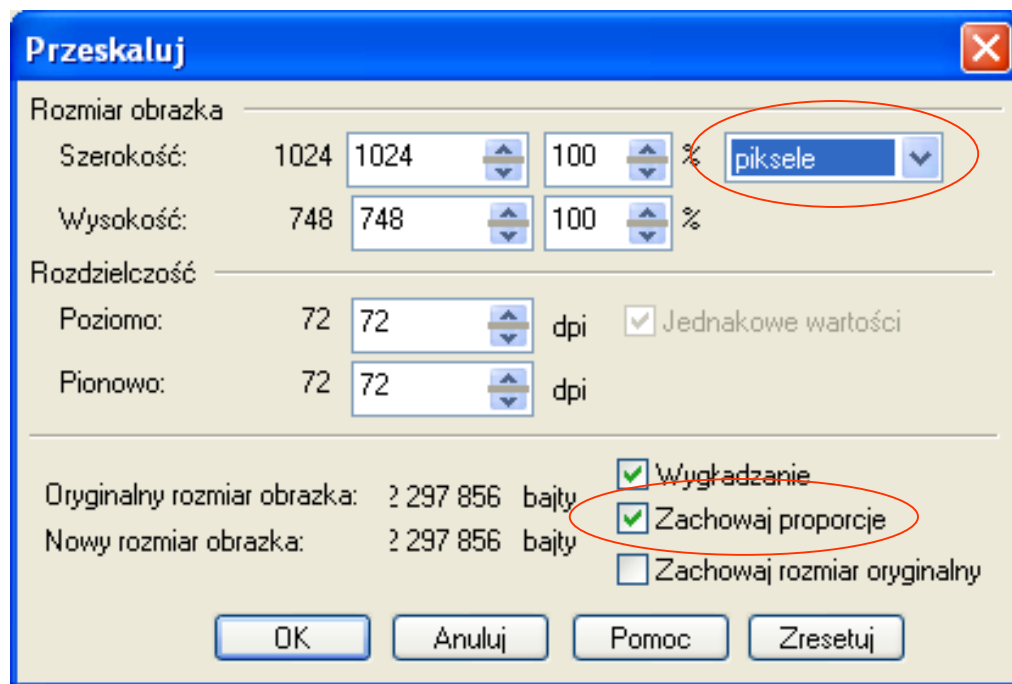 Przeskaluj
Rozmiar obrazka
Szerokość: 1024 1024 100 % piksele
Wysokość: 748 748 100 %
Rozdzielczość
Poziomo: 72 72 dpi Jednakowe wartości
Pionowo: 72 72 dpi
Wygładzanie
Oryginalny rozmiar obrazka: 2 297 856 bajty
Zachowaj proporcje
Nowy rozmiar obrazka: 2 297 856 bajty
Zachowaj rozmiar oryginalny
OK Anuluj Pomoc Zresetuj